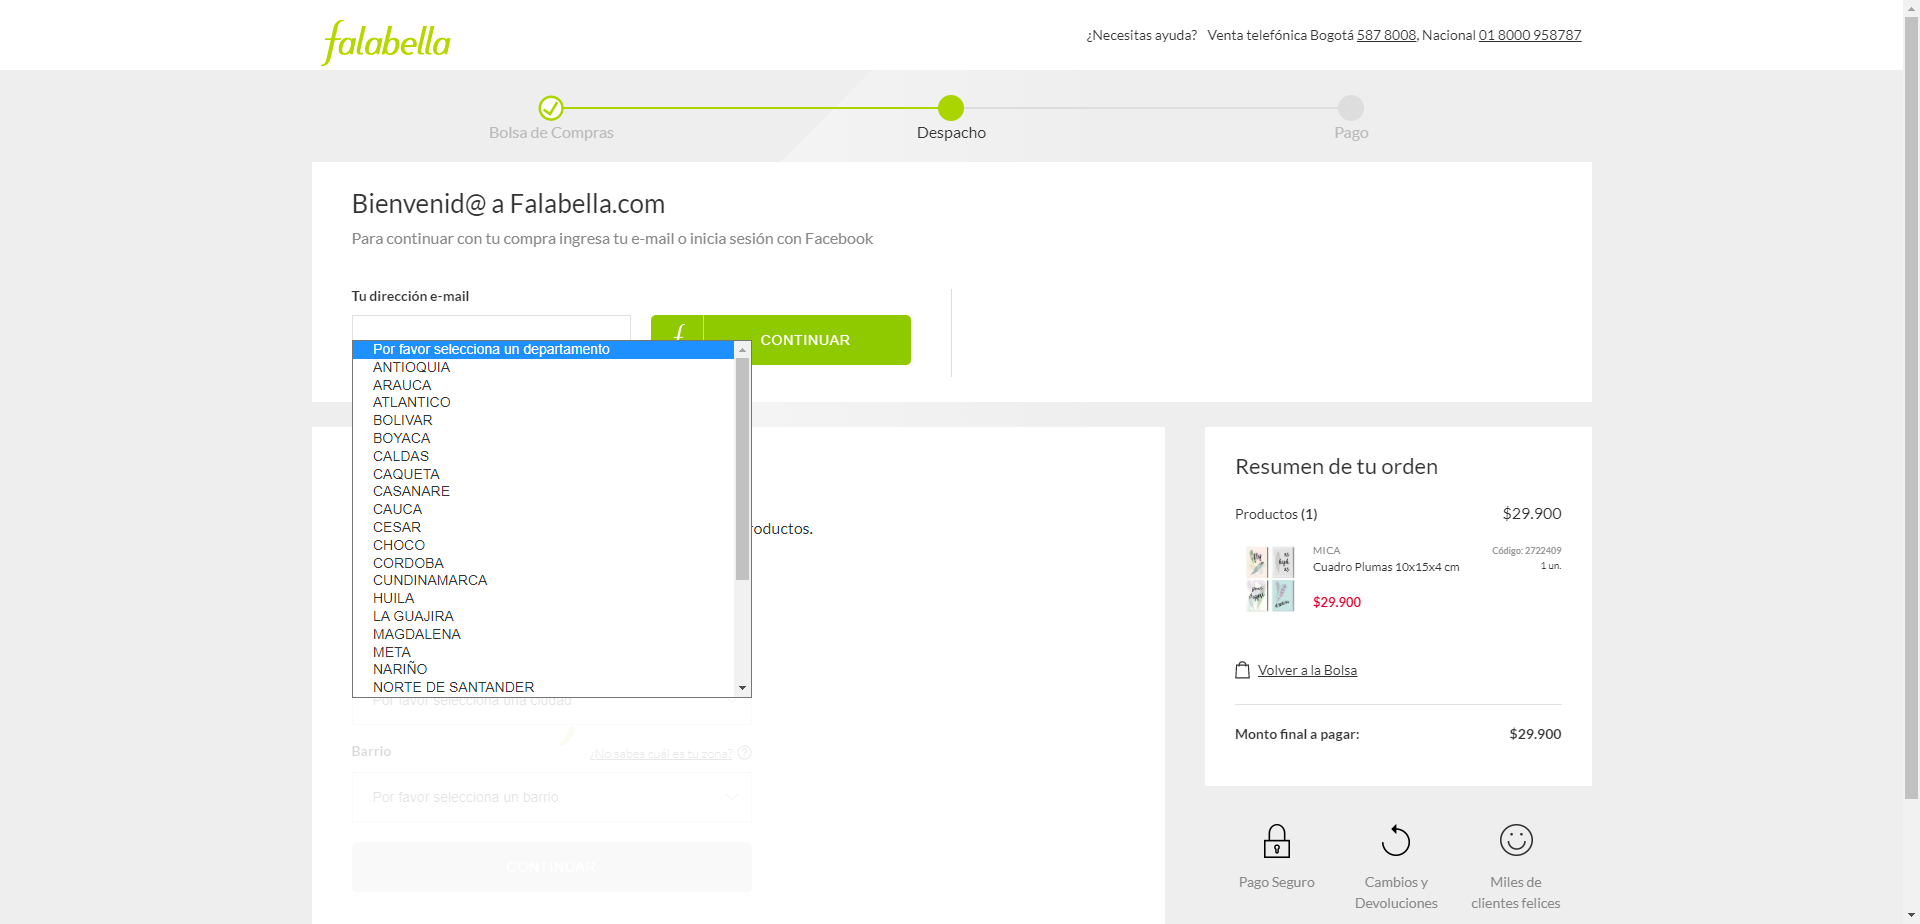 falabella
¿Necesitas ayuda? Venta telefónica Bogotá 587 8008, Nacional 01 8000 958787
Bolsa de Compras
Despacho
Pago
Bienvenid@ a Falabella.com
Para continuar con tu compra ingresa tu e-mail o inicia sesión con Facebook
Tu dirección e-mail
f CONTINUAR
Por favor selecciona un departamento
ANTIOQUIA
ARAUCA
ATLANTICO
BOLIVAR
BOYACA
CALDAS
CAQUETA
CASANARE
CAUCA
CESAR
CHOCO
CORDOBA
CUNDINAMARCA
HUILA
LA GUAJIRA
MAGDALENA
META
NARIÑO
NORTE DE SANTANDER
oductos.
Por favor selecciona una ciudad
Barrio
¿No sabes cuál es tu zona? ?
Por favor selecciona un barrio
CONTINUAR
Resumen de tu orden
Productos (1) $29.900
MICA Código: 2722409
Cuadro Plumas 10x15x4 cm 1 un.
$29.900
Volver a la Bolsa
Monto final a pagar: $29.900
Pago Seguro
Cambios y
Devoluciones
Miles de
clientes felices